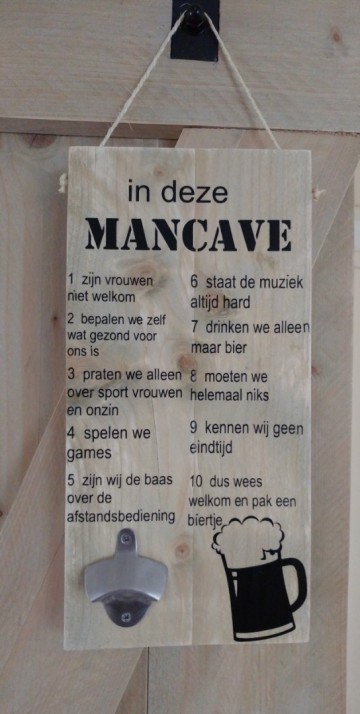 in deze
MANCAVE
1 zijn vrouwen
niet welkom
2 bepalen we zelf
wat gezond voor
ons is
3 praten we alleen
over sport vrouwen
en onzin
4 spelen we
games
5 zijn wij de baas
over de
afstandsbediening
6 staat de muziek
altijd hard
7 drinken we alleen
maar bier
8 moeten we
helemaal niks
9 kennen wij geen
eindtijd
10 dus wees
welkom en pak een
biertje